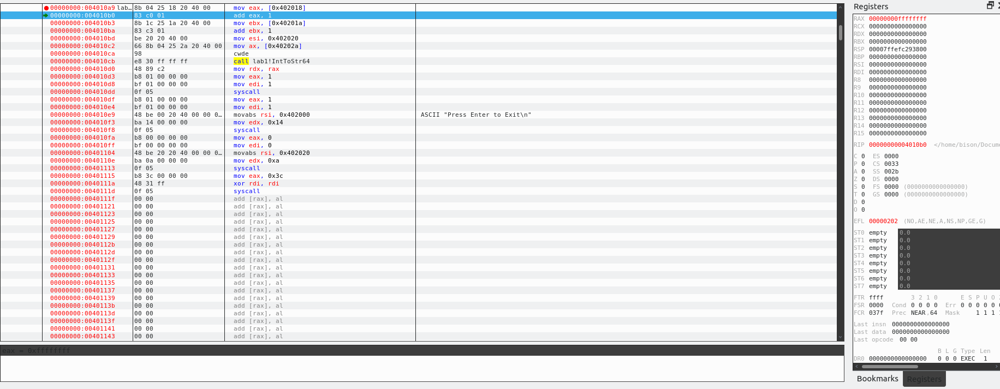 00000000:004010a9 lab… 8b 04 25 18 20 40 00 mov eax, [0x402018]
00000000:004010b0 83 c0 01 add eax, 1
00000000:004010b3 8b 1c 25 1a 20 40 00 mov ebx, [0x40201a]
00000000:004010ba 83 c3 01 add ebx, 1
00000000:004010bd be 20 20 40 00 mov esi, 0x402020
00000000:004010c2 66 8b 04 25 2a 20 40 00 mov ax, [0x40202a]
00000000:004010ca 98 cwde
00000000:004010cb e8 30 ff ff ff call lab1!IntToStr64
00000000:004010d0 48 89 c2 mov rdx, rax
00000000:004010d3 b8 01 00 00 00 mov eax, 1
00000000:004010d8 bf 01 00 00 00 mov edi, 1
00000000:004010dd 0f 05 syscall
00000000:004010df b8 01 00 00 00 mov eax, 1
00000000:004010e4 bf 01 00 00 00 mov edi, 1
00000000:004010e9 48 be 00 20 40 00 00 0… movabs rsi, 0x402000 ASCII "Press Enter to Exit\n"
00000000:004010f3 ba 14 00 00 00 mov edx, 0x14
00000000:004010f8 0f 05 syscall
00000000:004010fa b8 00 00 00 00 mov eax, 0
00000000:004010ff bf 00 00 00 00 mov edi, 0
00000000:00401104 48 be 20 20 40 00 00 0… movabs rsi, 0x402020
00000000:0040110e ba 0a 00 00 00 mov edx, 0xa
00000000:00401113 0f 05 syscall
00000000:00401115 b8 3c 00 00 00 mov eax, 0x3c
00000000:0040111a 48 31 ff xor rdi, rdi
00000000:0040111d 0f 05 syscall
00000000:0040111f 00 00 add [rax], al
00000000:00401121 00 00 add [rax], al
00000000:00401123 00 00 add [rax], al
00000000:00401125 00 00 add [rax], al
00000000:00401127 00 00 add [rax], al
00000000:00401129 00 00 add [rax], al
00000000:0040112b 00 00 add [rax], al
00000000:0040112d 00 00 add [rax], al
00000000:0040112f 00 00 add [rax], al
00000000:00401131 00 00 add [rax], al
00000000:00401133 00 00 add [rax], al
00000000:00401135 00 00 add [rax], al
00000000:00401137 00 00 add [rax], al
00000000:00401139 00 00 add [rax], al
00000000:0040113b 00 00 add [rax], al
00000000:0040113d 00 00 add [rax], al
00000000:0040113f 00 00 add [rax], al
00000000:00401141 00 00 add [rax], al
00000000:00401143 00 00 add [rax], al
eax = 0xffffffff
Registers
RAX 00000000ffffffff
RCX 0000000000000000
RDX 0000000000000000
RBX 0000000000000000
RSP 00007ffefc293800
RBP 0000000000000000
RSI 0000000000000000
RDI 0000000000000000
R8 0000000000000000
R9 0000000000000000
R10 0000000000000000
R11 0000000000000000
R12 0000000000000000
R13 0000000000000000
R14 0000000000000000
R15 0000000000000000
RIP 00000000004010b0 </home/bison/Docume
C 0 ES 0000
P 0 CS 0033
A 0 SS 002b
Z 0 DS 0000
S 0 FS 0000 (0000000000000000)
T 0 GS 0000 (0000000000000000)
D 0
O 0
EFL 00000202 (NO,AE,NE,A,NS,NP,GE,G)
ST0 empty 0.0
ST1 empty 0.0
ST2 empty 0.0
ST3 empty 0.0
ST4 empty 0.0
ST5 empty 0.0
ST6 empty 0.0
ST7 empty 0.0
FTR ffff 3 2 1 0 E S P U O
FSR 0000 Cond 0 0 0 0 Err 0 0 0 0 0
FCR 037f Prec NEAR,64 Mask 1 1 1
Last insn 0000000000000000
Last data 0000000000000000
Last opcode 00 00
B L G Type Len
DR0 0000000000000000 0 0 0 EXEC 1
Bookmarks Registers